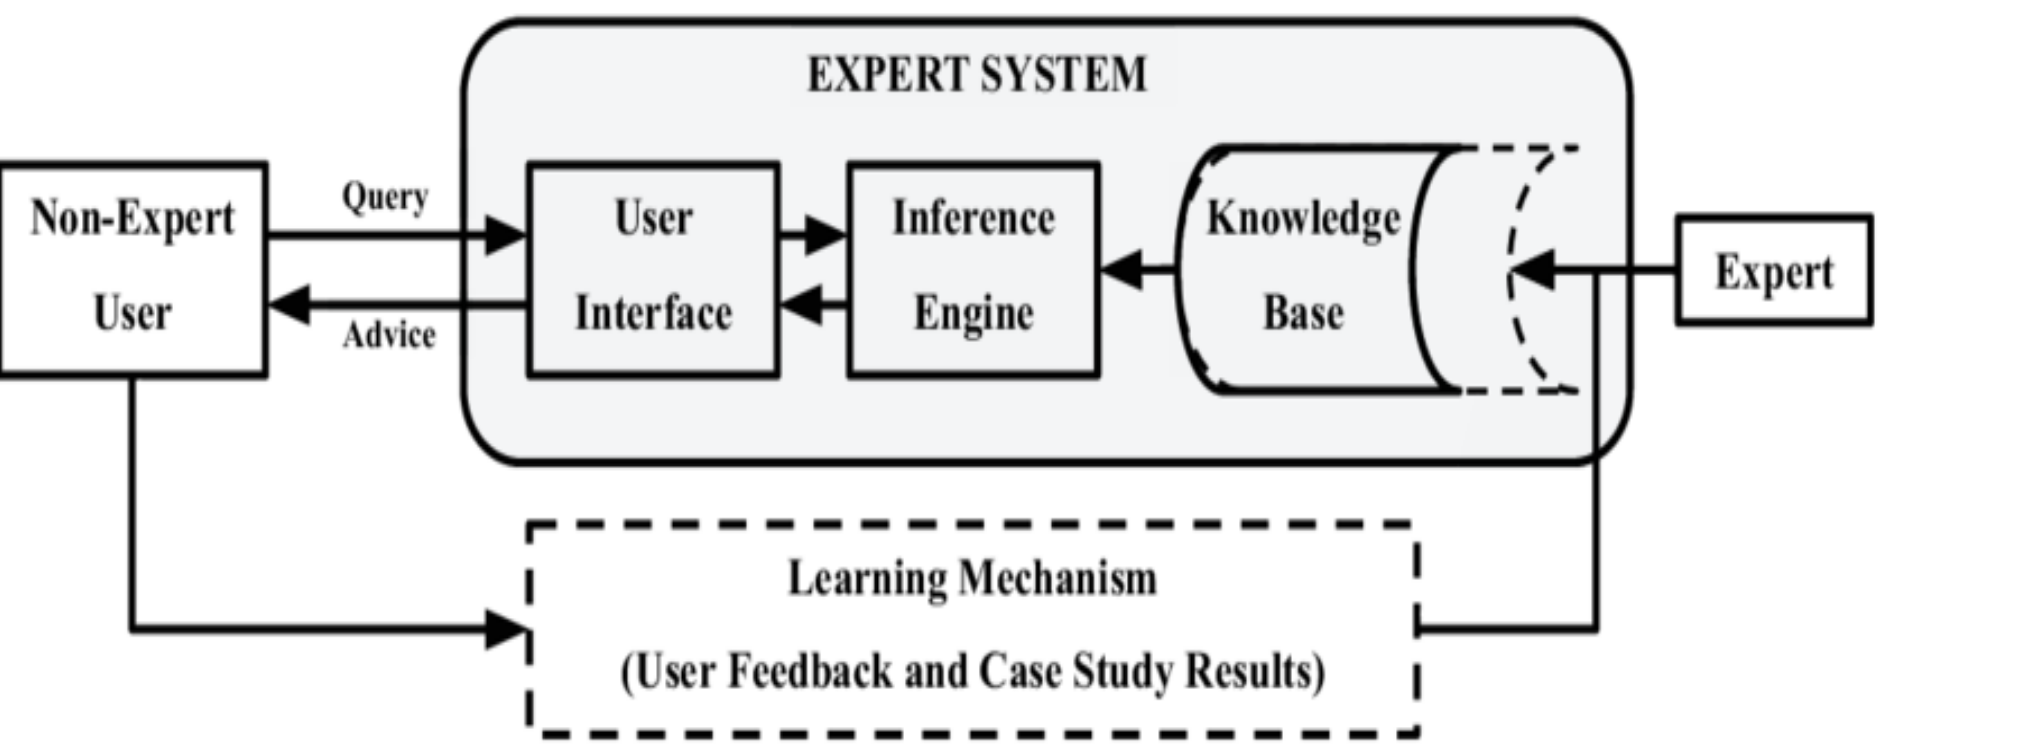 EXPERT SYSTEM
Non-Expert
User
Query
Advice
User
Interface
Inference
Engine
Knowledge
Base
Expert
Learning Mechanism
(User Feedback and Case Study Results)